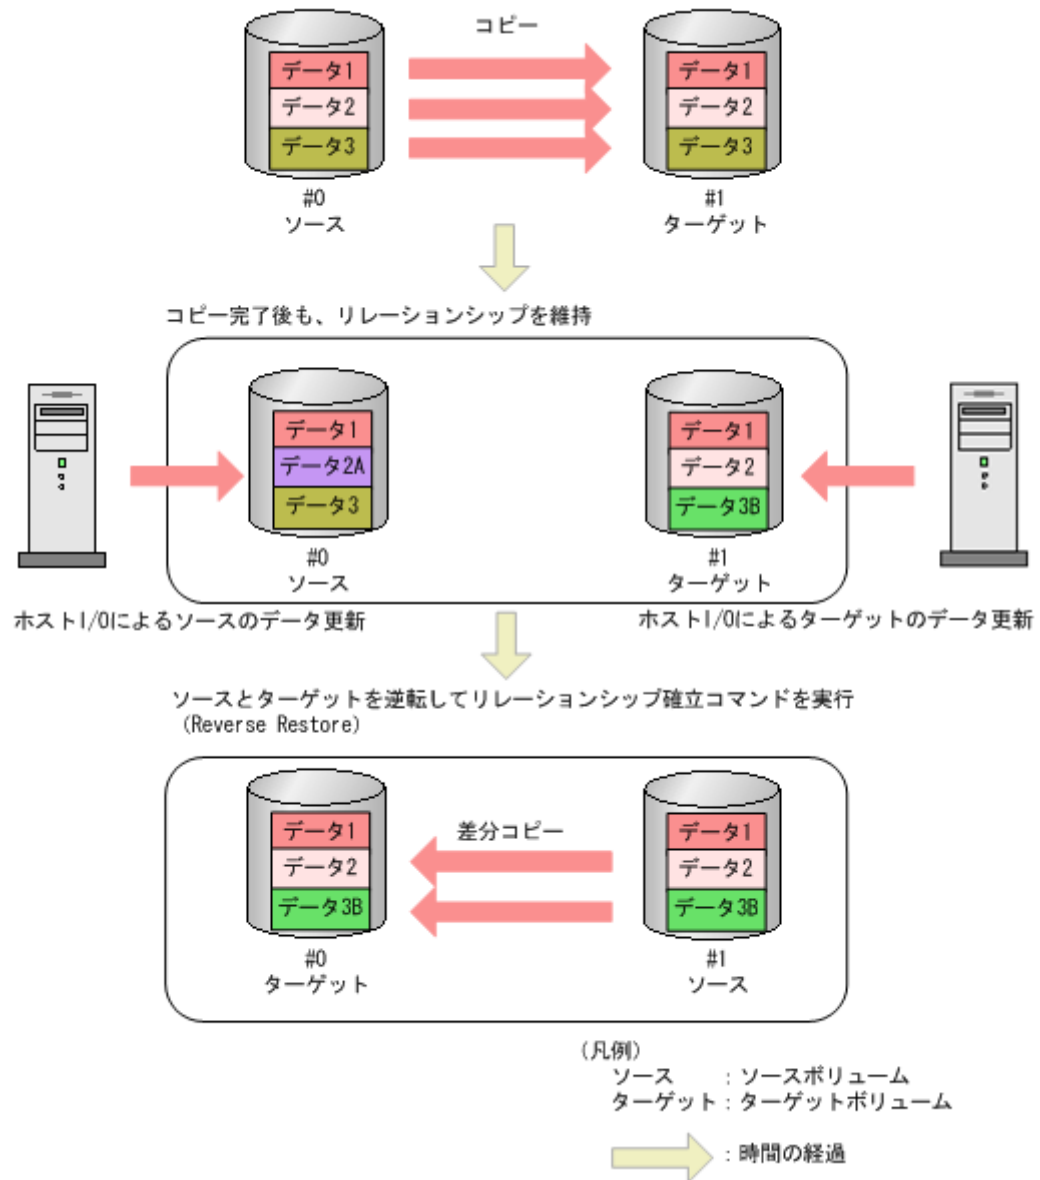 コピー
データ1 データ1
データ2 データ2
データ3 データ3
#0 #1
ソース ターゲット
コピー完了後も、リレーションシップを維持
データ1 データ1
データ2A データ2
データ3 データ3B
#0 #1
ソース ターゲット
ホストI/Oによるソースのデータ更新 ホストI/Oによるターゲットのデータ更新
ソースとターゲットを逆転してリレーションシップ確立コマンドを実行
(Reverse Restore)
差分コピー
データ1 データ1
データ2 データ2
データ3B データ3B
#0 #1
ターゲット ソース
(凡例)
ソース :ソースボリューム
ターゲット:ターゲットボリューム
:時間の経過